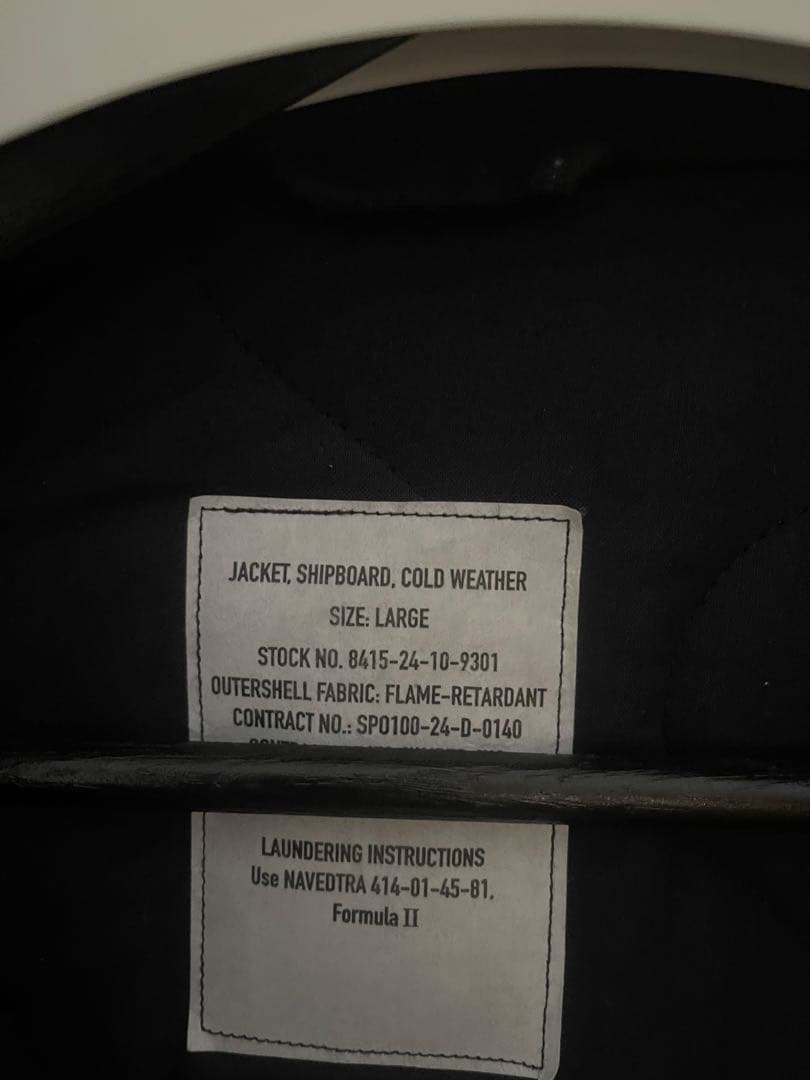 JACKET, SHIPBOARD, COLD WEATHER
SIZE: LARGE
STOCK NO. 8415-24-10-9301
OUTERSHELL FABRIC: FLAME-RETARDANT
CONTRACT NO.: SP0100-24-D-0140
LAUNDERING INSTRUCTIONS
Use NAVEDTRA 414-01-45-81,
Formula II